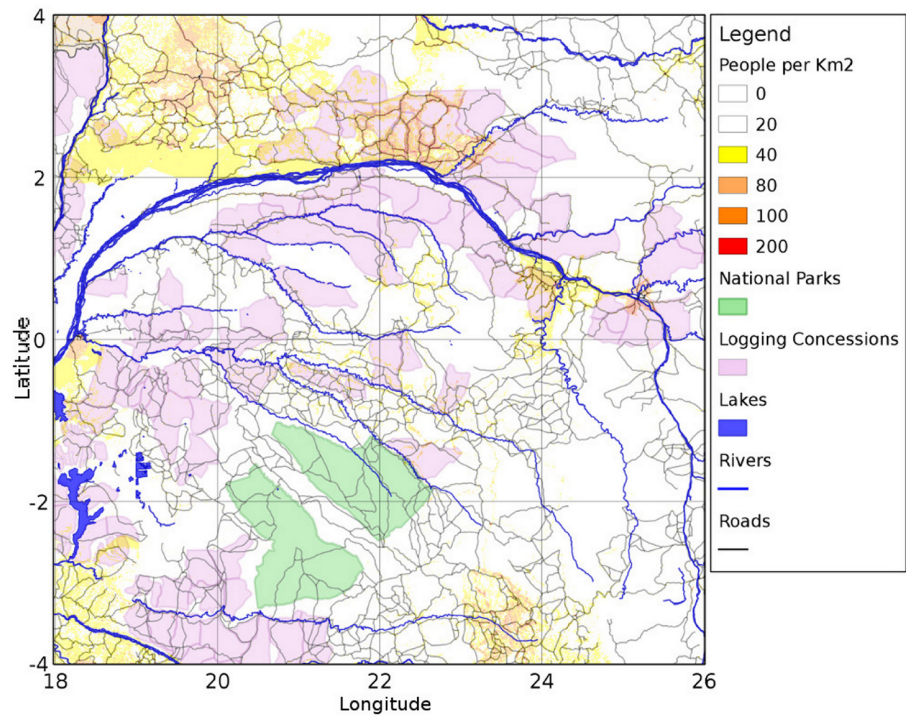 4
2
0
-2
-4
Latitude
18
20
22
24
26
Longitude
Legend
People per Km2
0
20
40
80
100
200
National Parks
Logging Concessions
Lakes
Rivers
Roads